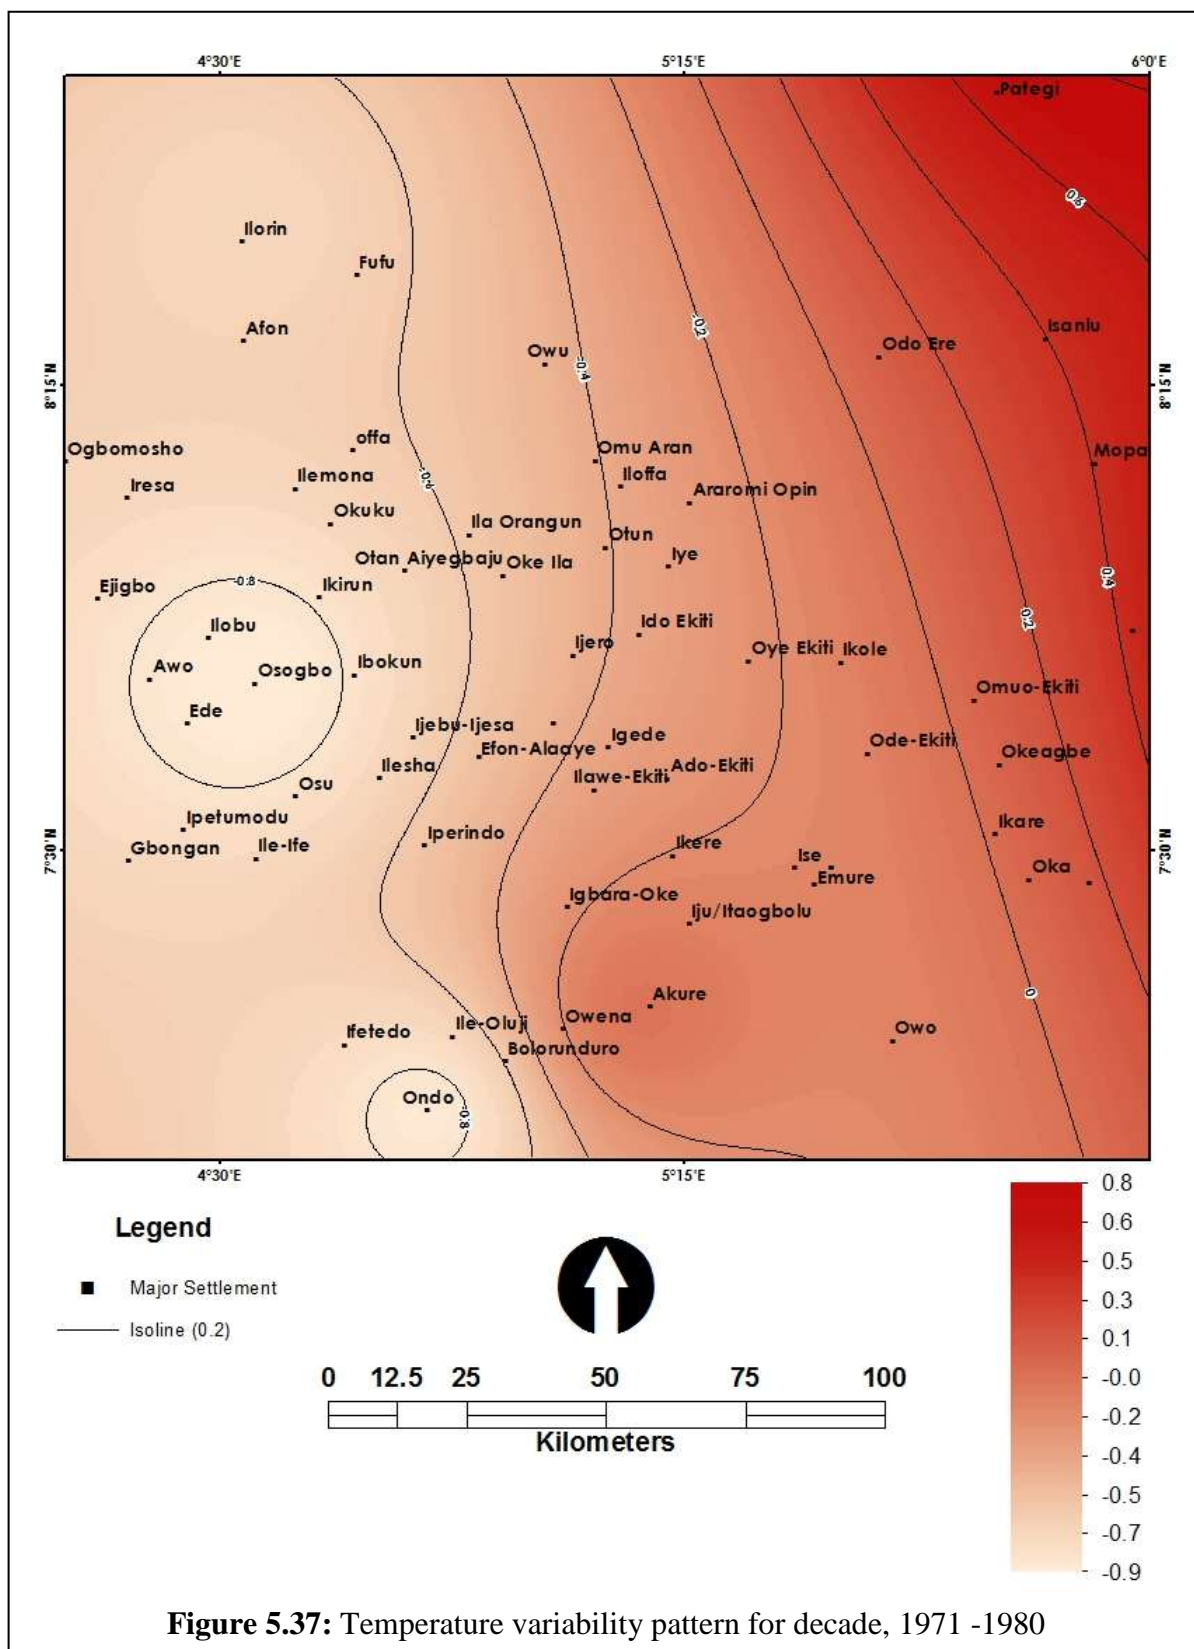 4°30'E 5°15'E 6°0'E
Pategi
0.6
Ilorin
Fufu
Afon
-0.2
Isanlu
Owu
Odo Ere
-0.4
8°15'N 8°15'N
offa
Ogbomosho
Omu Aran
Mopa
Iloffa
Ilemona
-0.6
Iresa
Araromi Opin
Okuku
Ila Orangun
Otun
Otan Aiyegbaju
Oke Ila
Iye
0.4
Ejigbo
-0.8
Ikirun
Ilobu
Ido Ekiti
0.2
Ijero
Oye Ekiti
Ikole
Awo
Osogbo
Ibokun
Omuo-Ekiti
Ede
Ijebu-Ijesa
Igede
Ode-Ekiti
Efon-Alaaye
Okeagbe
Ilesha
Ilawe-Ekiti
Ado-Ekiti
Osu
Ipetumodu
Ikare
Iperindo
Gbongan
Ile-Ife
Ikere
7°30'N 7°30'N
Ise
Oka
Emure
Igbara-Oke
Iju/Itaogbolu
Akure
0
Owena
Ifetedo
Ile-Oluji
Owo
Bolorunduro
Ondo
-0.8
4°30'E 5°15'E
Legend
Major Settlement
Isoline (0.2)
0 12.5 25 50 75 100
Kilometers
0.8
0.6
0.5
0.3
0.1
-0.0
-0.2
-0.4
-0.5
-0.7
-0.9
Figure 5.37: Temperature variability pattern for decade, 1971 -1980